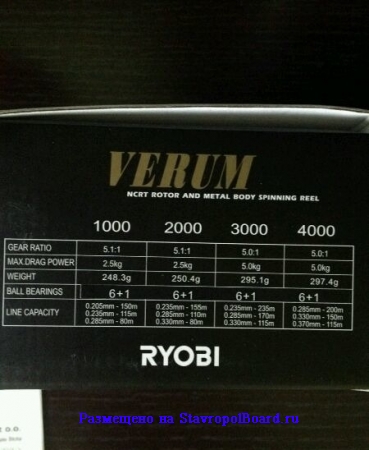 VERUM
NCRT ROTOR AND METAL BODY SPINNING REEL
1000 2000 3000 4000
GEAR RATIO 5.1:1 5.1:1 5.0:1 5.0:1
MAX.DRAG POWER 2.5kg 2.5kg 5.0kg 5.0kg
WEIGHT 248.3g 250.4g 295.1g 297.4g
BALL BEARINGS 6+1 6+1 6+1 6+1
0.205mm - 150m 0.235mm - 155m 0.235mm - 235m 0.285mm - 200m
LINE CAPACITY 0.235mm - 115m 0.285mm - 110m 0.285mm - 170m 0.330mm - 150m
0.285mm - 80m 0.330mm - 80m 0.330mm - 115m 0.370mm - 115m
RYOBI
Размещено на StavropolBoard.ru